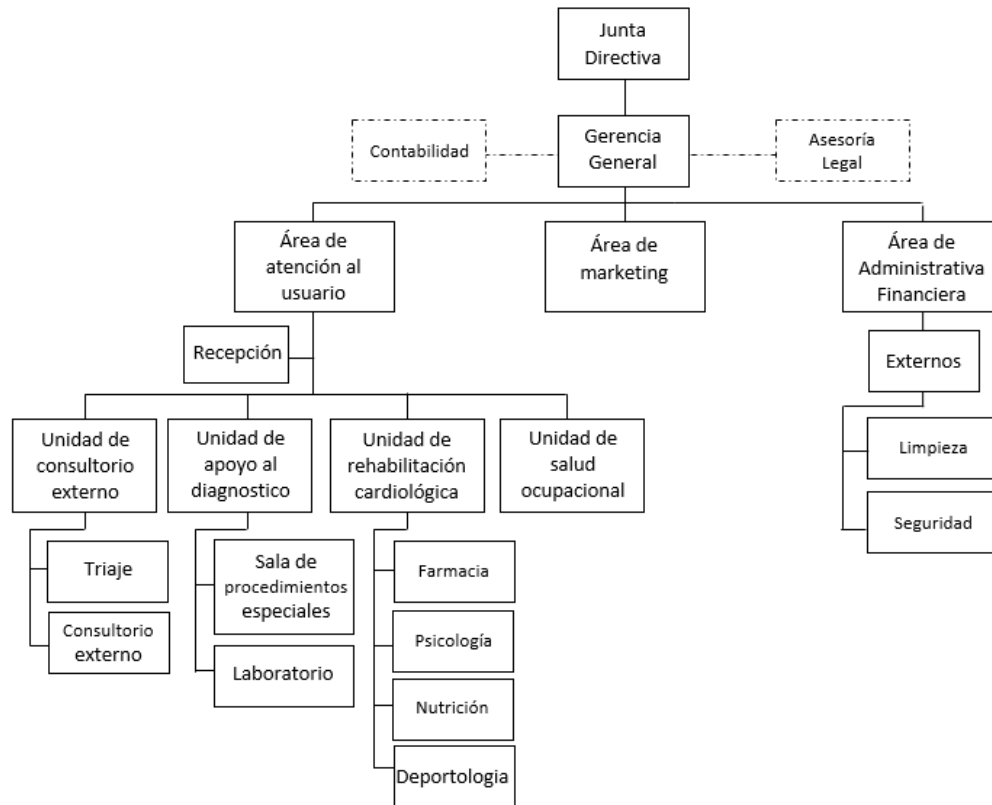 Junta
Directiva
Contabilidad
Gerencia
General
Asesoría
Legal
Área de
atención al
usuario
Área de
marketing
Área de
Administrativa
Financiera
Recepción
Externos
Unidad de
consultorio
externo
Unidad de
apoyo al
diagnostico
Unidad de
rehabilitación
cardiológica
Unidad de
salud
ocupacional
Limpieza
Seguridad
Triaje
Consultorio
externo
Sala de
procedimientos
especiales
Laboratorio
Farmacia
Psicología
Nutrición
Deportologia